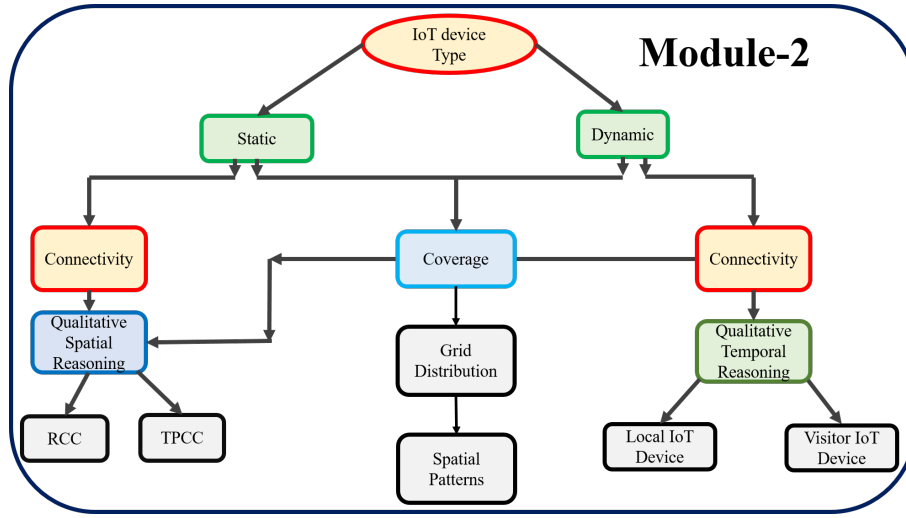 IoT device
Type
Module-2
Static
Dynamic
Connectivity
Coverage
Connectivity
Qualitative
Spatial
Reasoning
Grid
Distribution
Qualitative
Temporal
Reasoning
RCC
TPCC
Spatial
Patterns
Local IoT
Device
Visitor IoT
Device